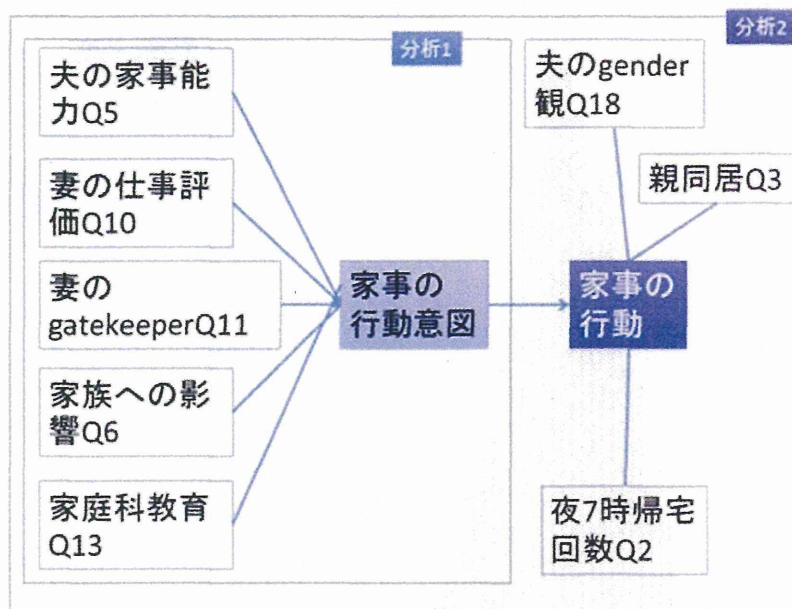 分析2
分析1
夫の家事能
力Q5
妻の仕事評
価Q10
妻の
gatekeeperQ11
家族への影
響Q6
家庭科教育
Q13
家事の
行動意図
夫のgender
観Q18
親同居Q3
家事の
行動
夜7時帰宅
回数Q2